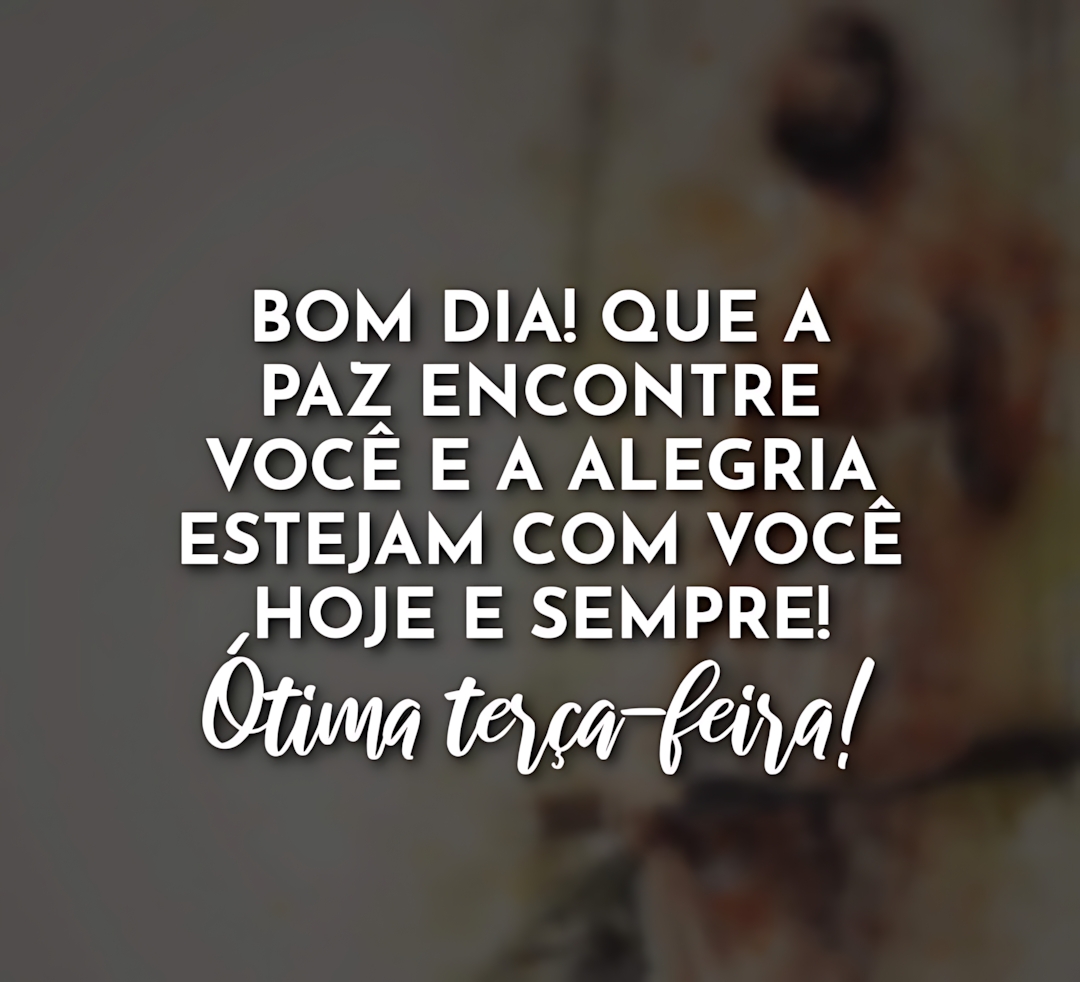 BOM DIA! QUE A
PAZ ENCONTRE
VOCÊ E A ALEGRIA
ESTEJAM COM VOCÊ
HOJE E SEMPRE!
Ótima terça-feira!